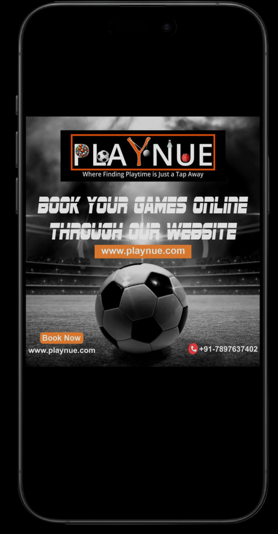 PLAYNUE
Where Finding Playtime is Just a Tap Away
BOOK YOUR GAMES ONLINE
THROUGH OUR WEBSITE
www.playnue.com
Book Now
www.playnue.com
+91-7897637402